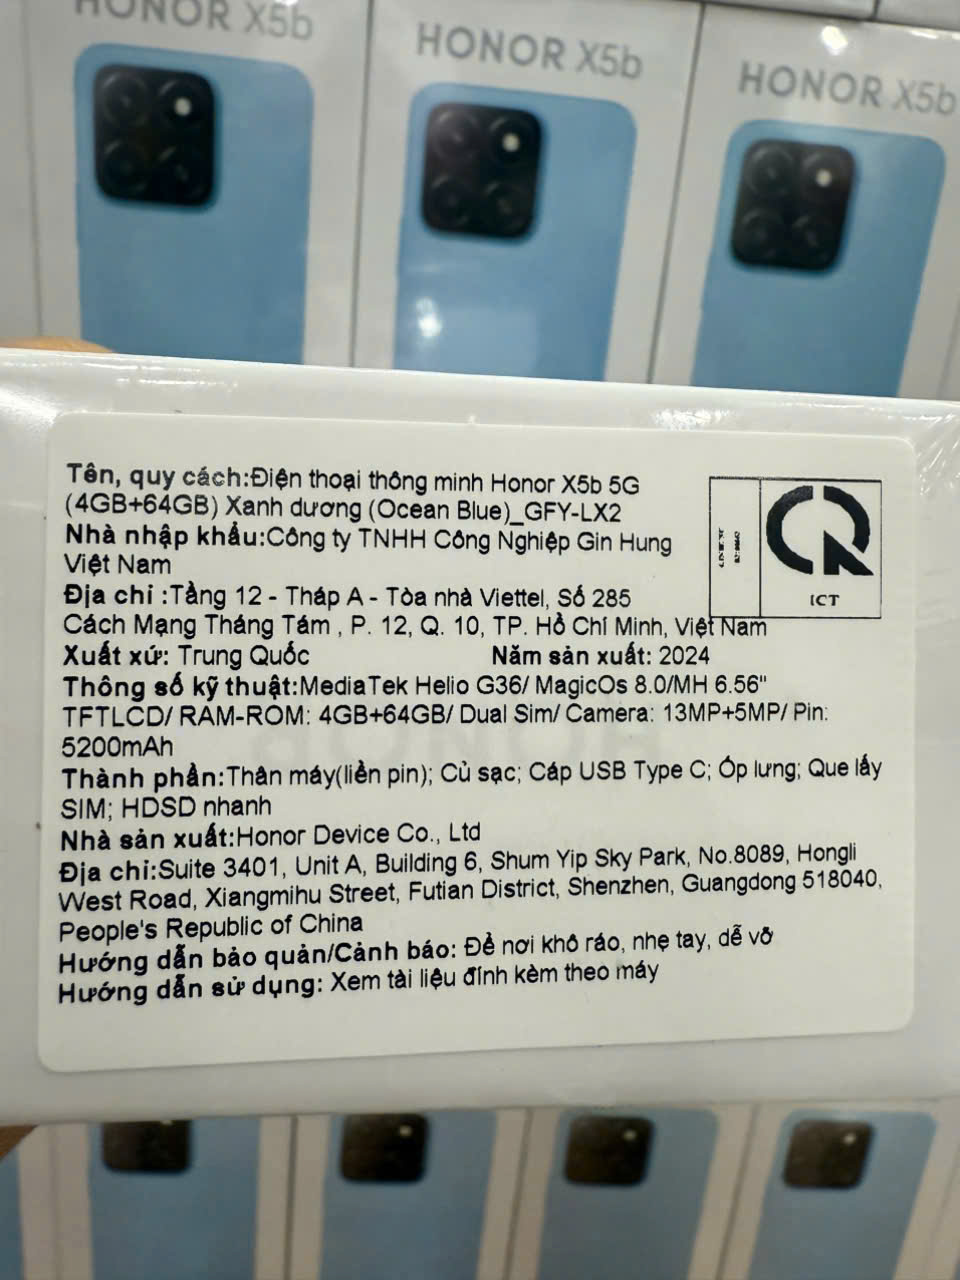 HONOR X5b
HONOR X5b
HONOR X5b
Tên, quy cách:Điện thoại thông minh Honor X5b 5G
(4GB+64GB) Xanh dương (Ocean Blue)_GFY-LX2
Nhà nhập khẩu:Công ty TNHH Công Nghiệp Gin Hung
Việt Nam
Địa chỉ :Tầng 12 - Tháp A - Tòa nhà Viettel, Số 285
Cách Mạng Tháng Tám , P. 12, Q. 10, TP. Hồ Chí Minh, Việt Nam
ICT
Xuất xứ: Trung Quốc Năm sản xuất: 2024
Thông số kỹ thuật:MediaTek Helio G36/ MagicOs 8.0/MH 6.56"
TFTLCD/ RAM-ROM: 4GB+64GB/ Dual Sim/ Camera: 13MP+5MP/ Pin:
5200mAh
Thành phần:Thân máy(liền pin); Củ sạc; Cáp USB Type C; Ốp lưng; Que lấy
SIM; HDSD nhanh
Nhà sản xuất:Honor Device Co., Ltd
Địa chỉ:Suite 3401, Unit A, Building 6, Shum Yip Sky Park, No.8089, Hongli
West Road, Xiangmihu Street, Futian District, Shenzhen, Guangdong 518040,
People's Republic of China
Hướng dẫn bảo quản/Cảnh báo: Để nơi khô ráo, nhẹ tay, dễ vỡ
Hướng dẫn sử dụng: Xem tài liệu đính kèm theo máy